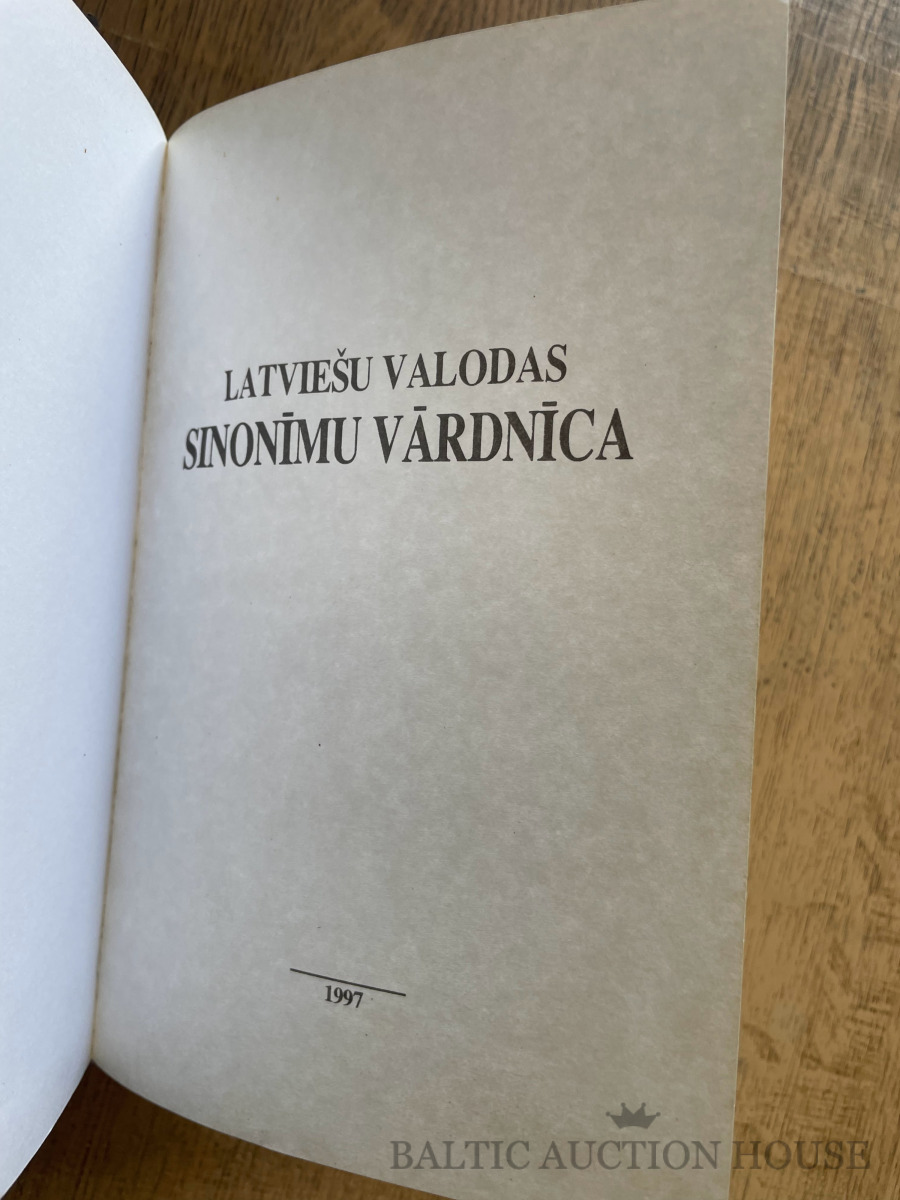 LATVIEŠU VALODAS
SINONĪMU VĀRDNĪCA
1997
BALTIC AUCTION HOUSE